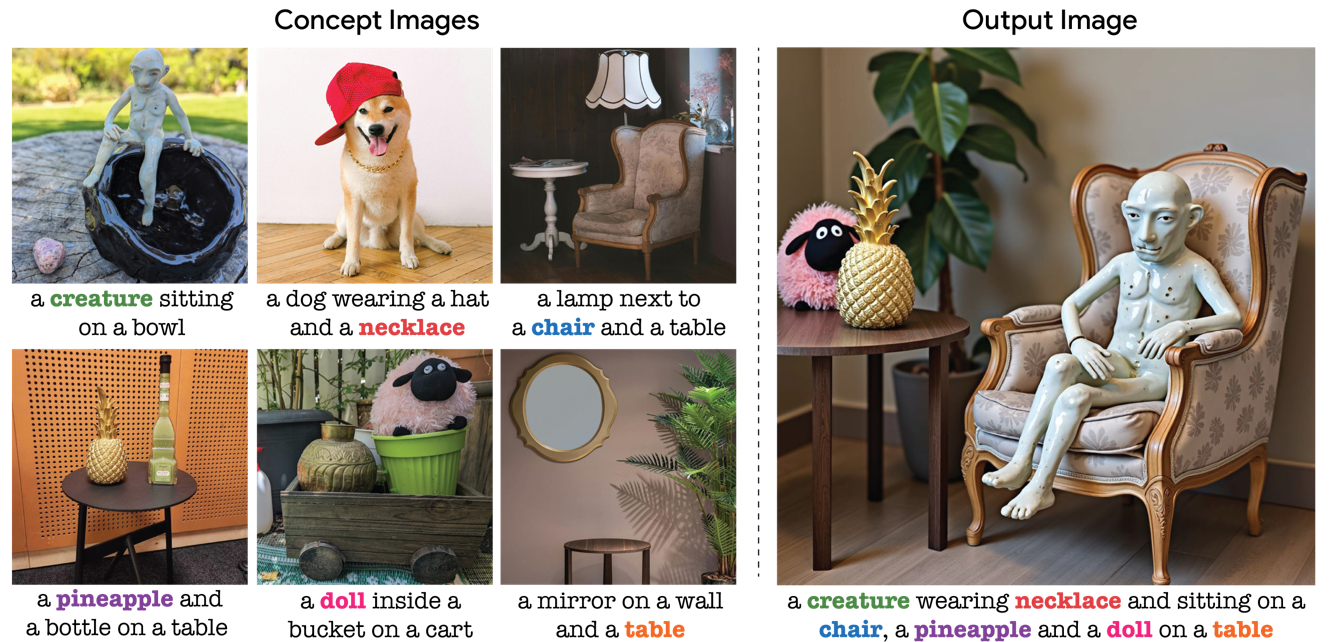 Concept Images
Output Image
a creature sitting
on a bowl
a dog wearing a hat
and a necklace
a lamp next to
a chair and a table
a pineapple and
a bottle on a table
a doll inside a
bucket on a cart
a mirror on a wall
and a table
a creature wearing necklace and sitting on a
chair, a pineapple and a doll on a table